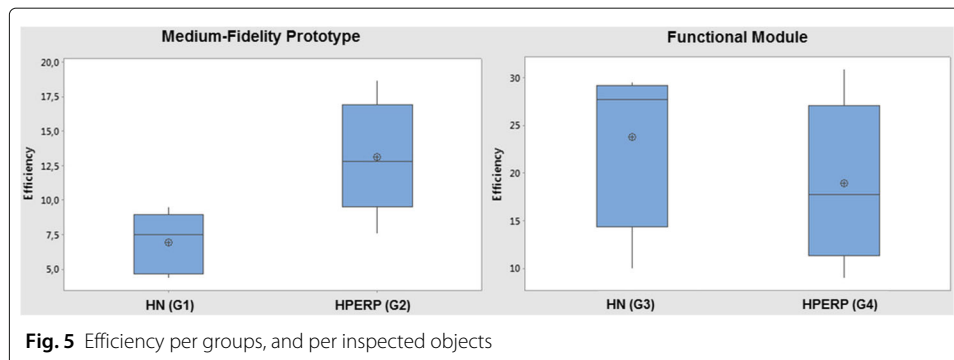 Medium-Fidelity Prototype
Efficiency
20,0
17,5
15,0
12,5
10,0
7,5
5,0
HN (G1)
HPERP (G2)
Functional Module
Efficiency
30
25
20
15
10
HN (G3)
HPERP (G4)
Fig. 5 Efficiency per groups, and per inspected objects